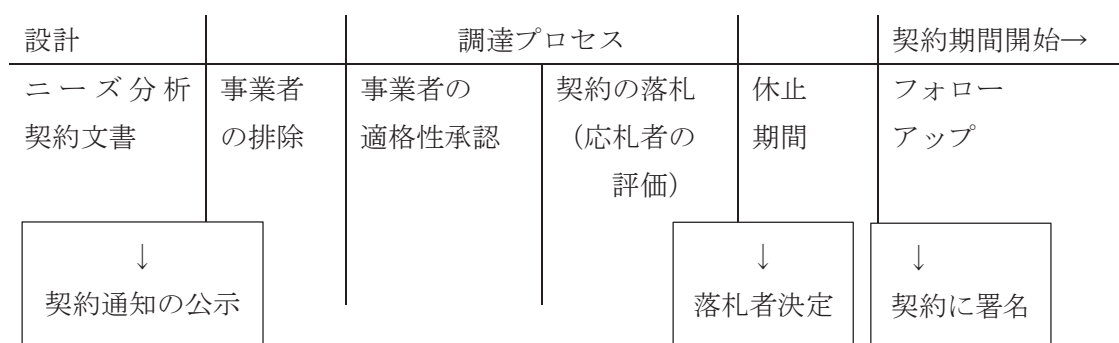 設計 調達プロセス 契約期間開始→
ニーズ分析 事業者 事業者の 契約の落札 休止 フォロー
契約文書 の排除 適格性承認 (応札者の 期間 アップ
評価)
↓ ↓ ↓
契約通知の公示 落札者決定 契約に署名